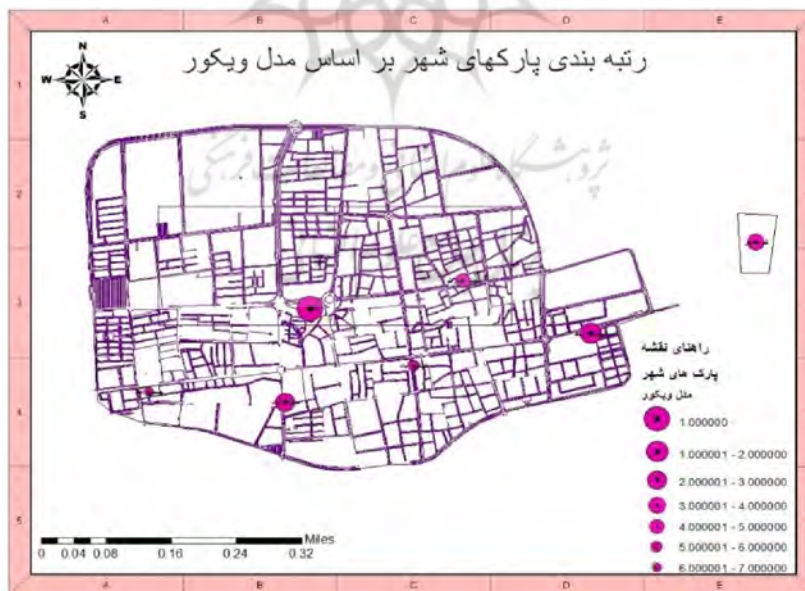 A B C D E
رتبه بندی پارکهای شهر بر اساس مدل ویکور
N
W E
S
1
2
3
4
5
راهنای نقشه
پارک های شهر
مدل ویکور
1.000000
1.000001 - 2.000000
2.000001 - 3.000000
3.000001 - 4.000000
4.000001 - 5.000000
5.000001 - 6.000000
6.000001 - 7.000000
Miles
0 0.04 0.08 0.16 0.24 0.32
A B C D E